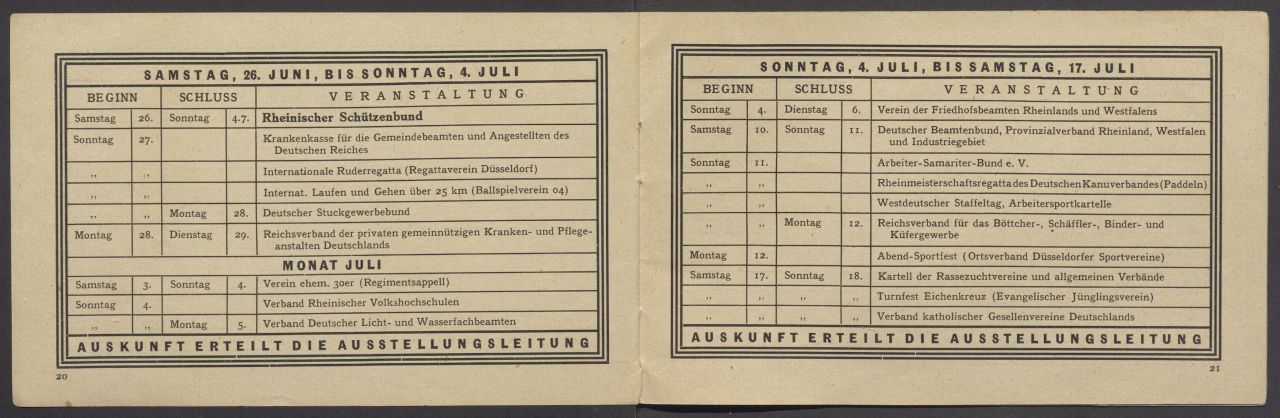 SAMSTAG, 26. JUNI, BIS SONNTAG, 4. JULI
BEGINN SCHLUSS VERANSTALTUNG
Samstag 26. Sonntag 4.7. Rheinischer Schützenbund
Sonntag 27. Krankenkasse für die Gemeindebeamten und Angestellten des
Deutschen Reiches
„ „ Internationale Ruderregatta (Regattaverein Düsseldorf)
„ „ Internat. Laufen und Gehen über 25 km (Ballspielverein 04)
„ „ Montag 28. Deutscher Stuckgewerbebund
Montag 28. Dienstag 29. Reichsverband der privaten gemeinnützigen Kranken- und Pflege-
anstalten Deutschlands
MONAT JULI
Samstag 3. Sonntag 4. Verein ehem. 30er (Regimentsappell)
Sonntag 4. Verband Rheinischer Volkshochschulen
„ „ Montag 5. Verband Deutscher Licht- und Wasserfachbeamten
AUSKUNFT ERTEILT DIE AUSSTELLUNGSLEITUNG
20
SONNTAG, 4. JULI, BIS SAMSTAG, 17. JULI
BEGINN SCHLUSS VERANSTALTUNG
Sonntag 4. Dienstag 6. Verein der Friedhofsbeamten Rheinlands und Westfalens
Samstag 10. Sonntag 11. Deutscher Beamtenbund, Provinzialverband Rheinland, Westfalen
und Industriegebiet
Sonntag 11. Arbeiter-Samariter-Bund e. V.
„ „ Rheinmeisterschaftsregatta des Deutschen Kanuverbandes (Paddeln)
„ „ Westdeutscher Staffeltag, Arbeitersportkartelle
„ „ Montag 12. Reichsverband für das Böttcher-, Schäffler-, Binder- und
Küfergewerbe
Montag 12. Abend-Sportfest (Ortsverband Düsseldorfer Sportvereine)
Samstag 17. Sonntag 18. Kartell der Rassezuchtvereine und allgemeinen Verbände
„ „ „ „ Turnfest Eichenkreuz (Evangelischer Jünglingsverein)
„ „ „ „ Verband katholischer Gesellenvereine Deutschlands
AUSKUNFT ERTEILT DIE AUSSTELLUNGSLEITUNG
21